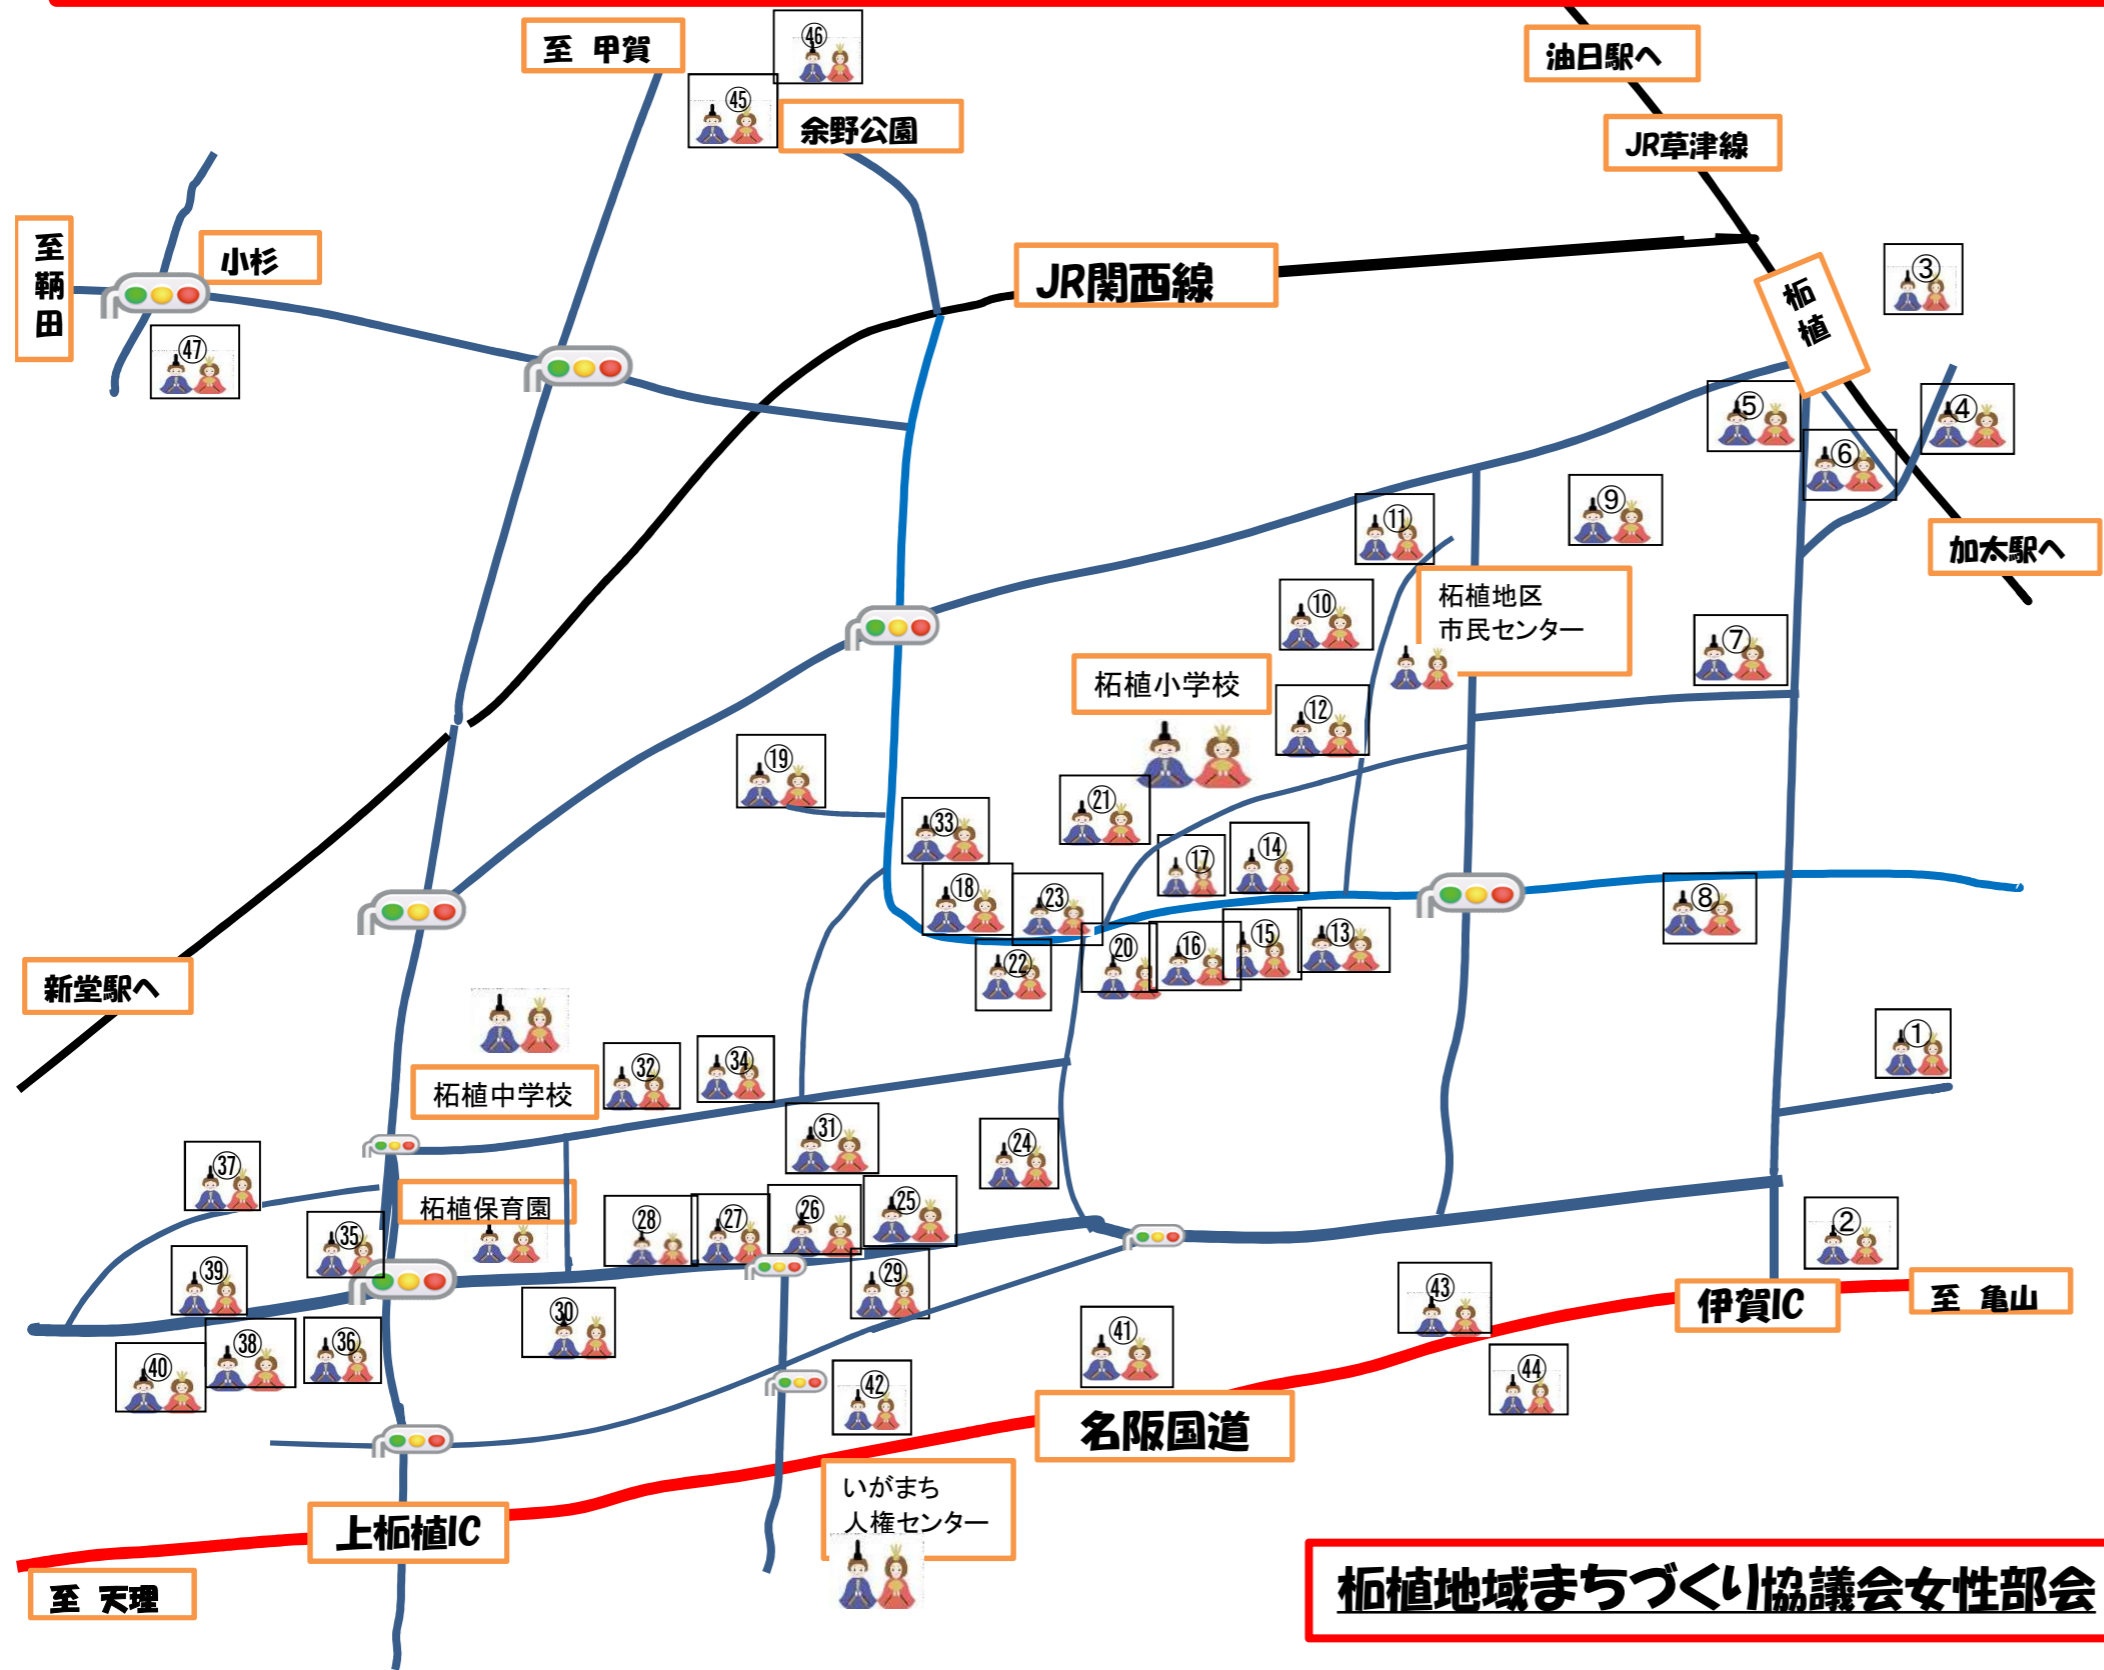 ㊻
至 甲賀
油日駅へ
㊺
余野公園
JR草津線
至鞆田
小杉
JR関西線
③
柘植
㊼
⑤
④
⑥
⑨
⑪
加太駅へ
⑩
柘植地区
市民センター
⑦
柘植小学校
⑫
⑲
㉑
㉝
⑰
⑭
⑱
㉓
⑧
⑳
⑯
⑮
⑬
㉒
新堂駅へ
①
㉜
㉞
柘植中学校
㉛
㉔
㊲
柘植保育園
㉟
㉘
㉗
㉖
㉕
②
㊴
㉙
㊸
伊賀IC
至 亀山
㉚
㊶
㊵
㊳
㊱
㊷
㊹
名阪国道
いがまち
人権センター
上柘植IC
至 天理
柘植地域まちづくり協議会女性部会